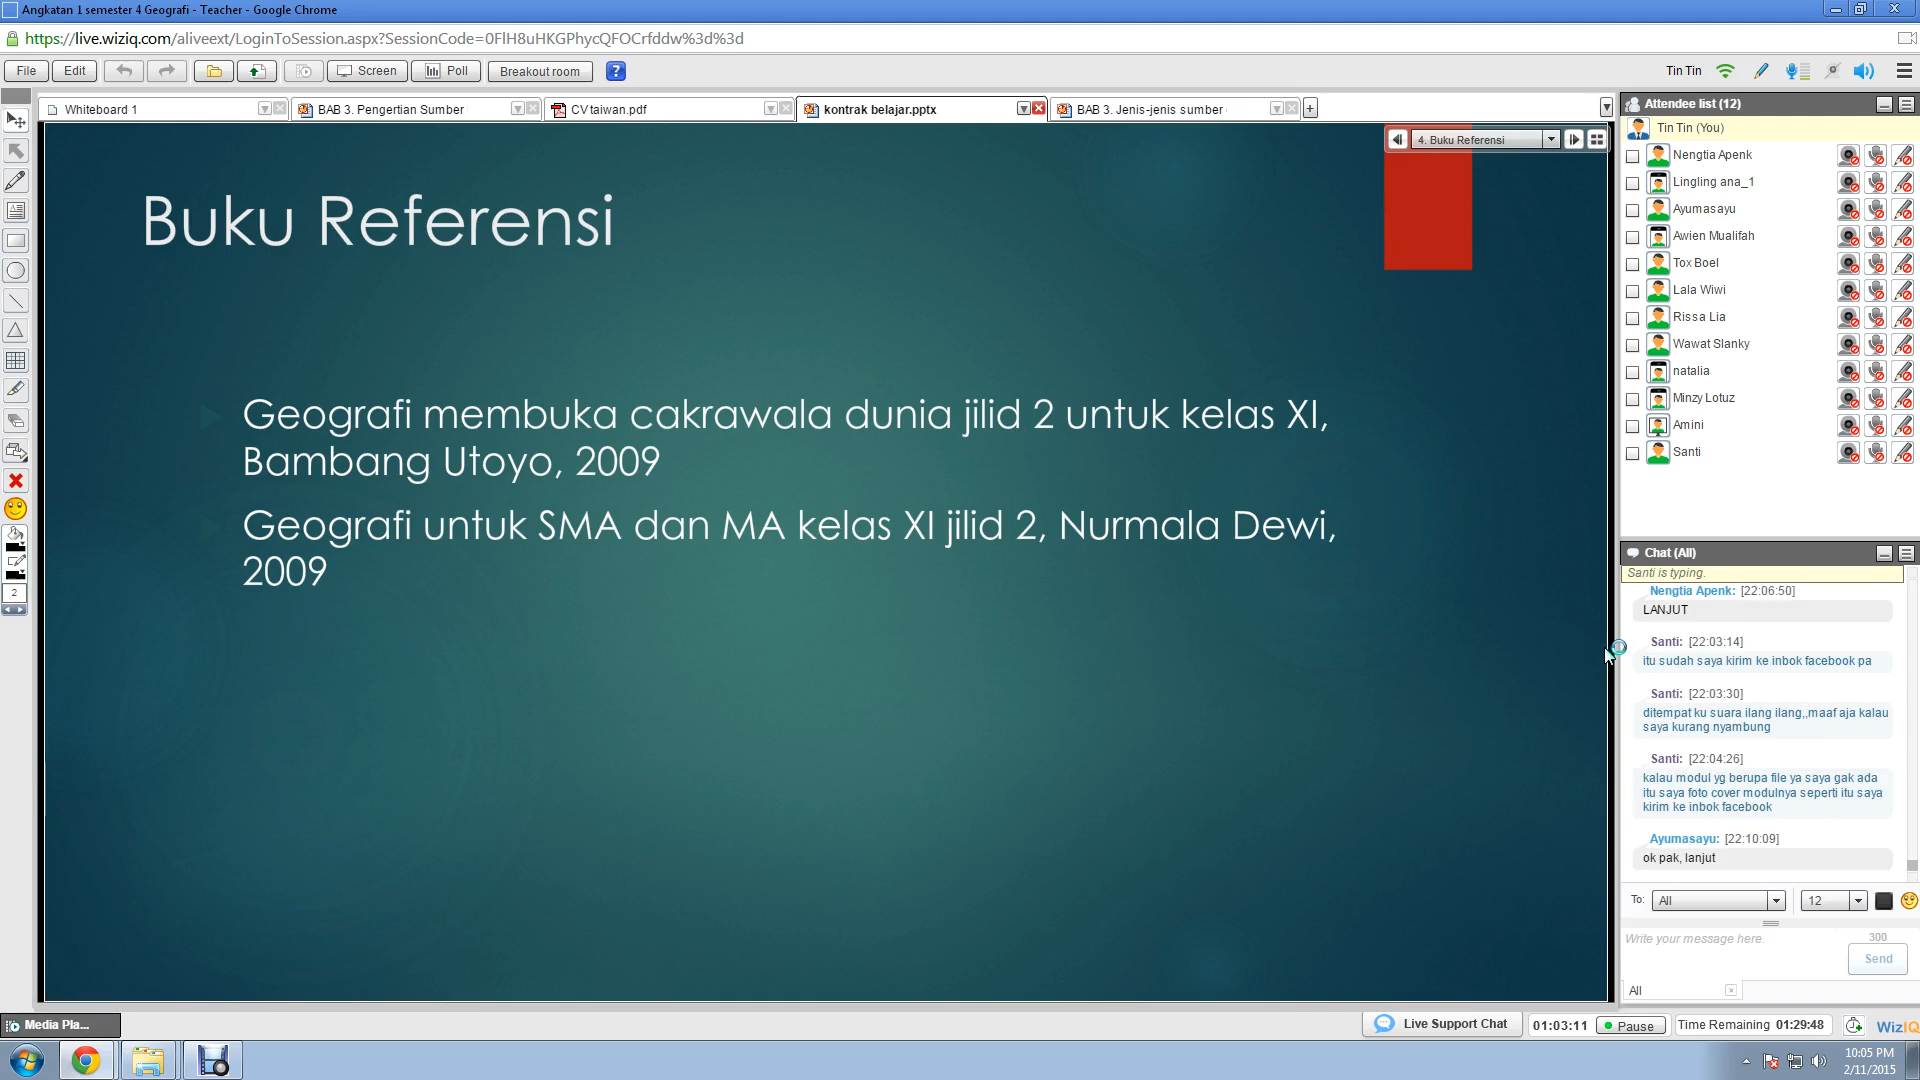 Angkatan 1 semester 4 Geografi - Teacher - Google Chrome
https://live.wiziq.com/aliveext/LoginToSession.aspx?SessionCode=0FlH8uHKGPhycQFOCrfddw%3d%3d
File Edit Screen Poll Breakout room ? Tin Tin
Whiteboard 1
BAB 3. Pengertian Sumber
CV taiwan.pdf
kontrak belajar.pptx
BAB 3. Jenis-jenis sumber
4. Buku Referensi
Buku Referensi
Geografi membuka cakrawala dunia jilid 2 untuk kelas XI,
Bambang Utoyo, 2009
Geografi untuk SMA dan MA kelas XI jilid 2, Nurmala Dewi,
2009
2
Attendee list (12)
Tin Tin (You)
Nengtia Apenk
Lingling ana_1
Ayumasayu
Awien Mualifah
Tox Boel
Lala Wiwi
Rissa Lia
Wawat Slanky
natalia
Minzy Lotuz
Amini
Santi
Chat (All)
Santi is typing.
Nengtia Apenk: [22:06:50]
LANJUT
Santi: [22:03:14]
itu sudah saya kirim ke inbok facebook pa
Santi: [22:03:30]
ditempat ku suara ilang ilang,,maaf aja kalau
saya kurang nyambung
Santi: [22:04:26]
kalau modul yg berupa file ya saya gak ada
itu saya foto cover modulnya seperti itu saya
kirim ke inbok facebook
Ayumasayu: [22:10:09]
ok pak, lanjut
To: All 12
Write your message here. 300
Send
All
Media Pla...
Live Support Chat 01:03:11 Pause Time Remaining 01:29:48 WizIQ
10:05 PM
2/11/2015